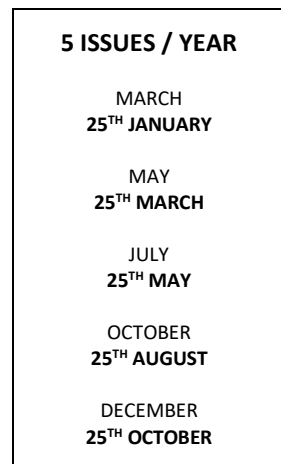 5 ISSUES / YEAR
MARCH
25TH JANUARY
MAY
25TH MARCH
JULY
25TH MAY
OCTOBER
25TH AUGUST
DECEMBER
25TH OCTOBER